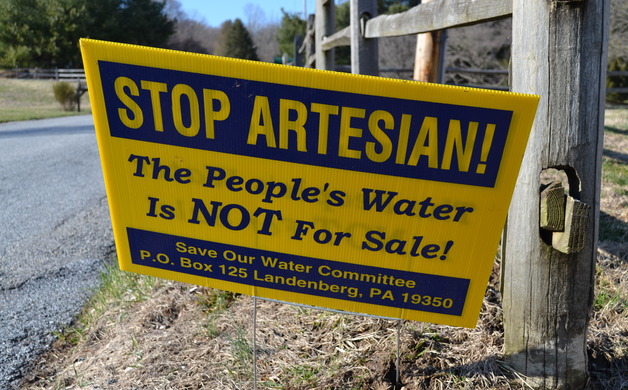 STOP ARTESIAN!
The People's Water
Is NOT For Sale!
Save Our Water Committee
P.O. Box 125 Landenberg, PA 19350